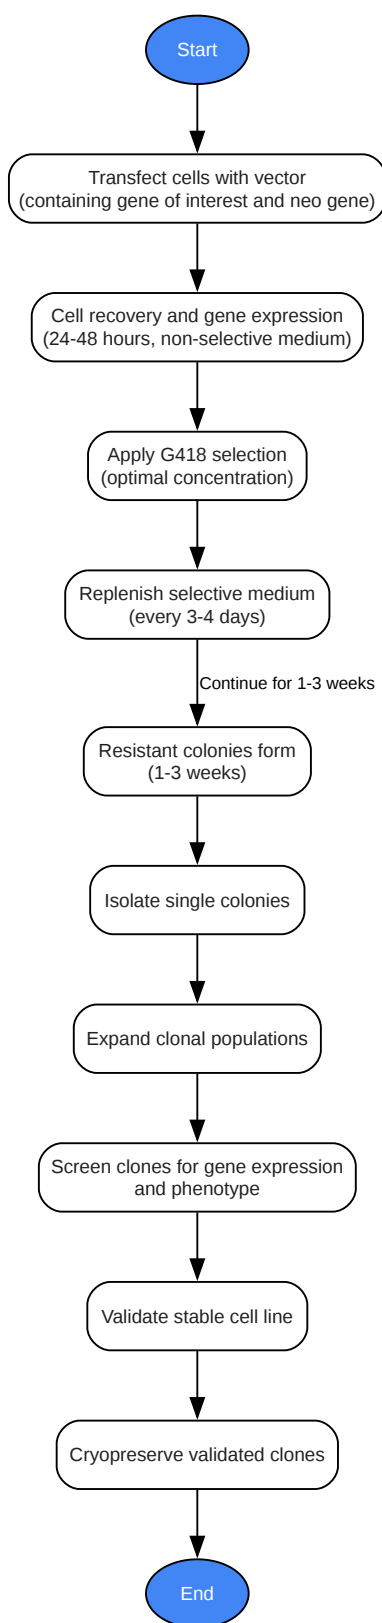 Start
Transfect cells with vector
(containing gene of interest and neo gene)
Cell recovery and gene expression
(24-48 hours, non-selective medium)
Apply G418 selection
(optimal concentration)
Replenish selective medium
(every 3-4 days)
Continue for 1-3 weeks
Resistant colonies form
(1-3 weeks)
Isolate single colonies
Expand clonal populations
Screen clones for gene expression
and phenotype
Validate stable cell line
Cryopreserve validated clones
End